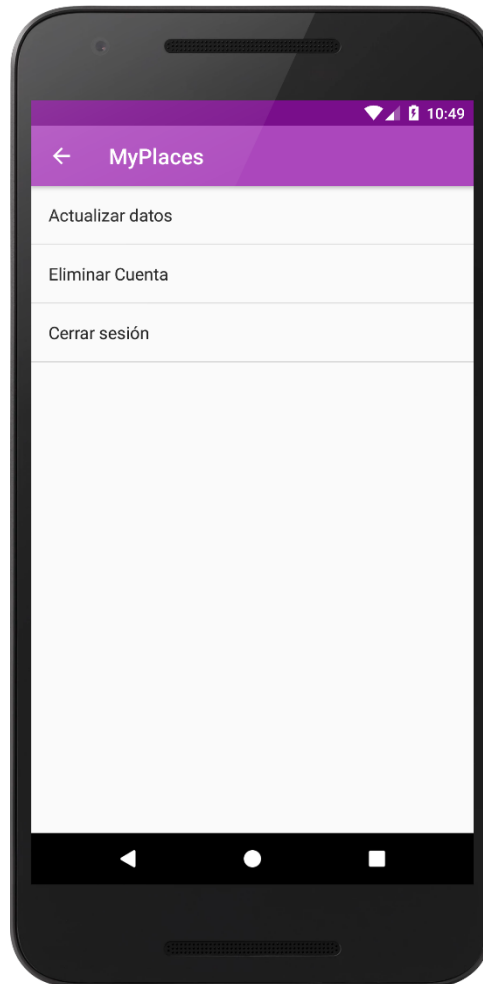 10:49
MyPlaces
Actualizar datos
Eliminar Cuenta
Cerrar sesión